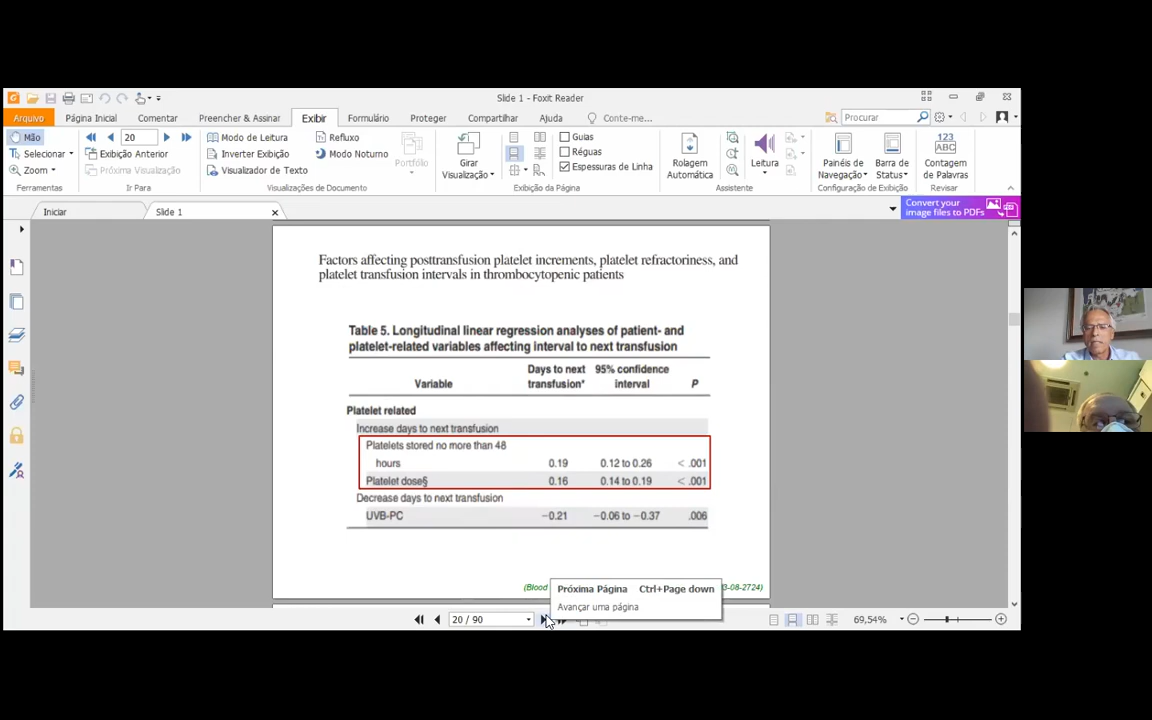 Slide 1 - Foxit Reader
Arquivo Página Inicial Comentar Preencher & Assinar Exibir Formulário Proteger Compartilhar Ajuda Conte-me... Procurar
Mão 20 Modo de Leitura Refluxo Guias
Selecionar Exibição Anterior Inverter Exibição Modo Noturno Portfólio Girar Visualização Réguas Rolagem Automática Leitura Painéis de Navegação Barra de Status 123 ABC Contagem de Palavras
Zoom Próxima Visualização Visualizador de Texto Espessuras de Linha
Ferramentas Ir Para Visualizações de Documento Exibição da Página Assistente Configuração de Exibição Revisar
Iniciar Slide 1 Convert your
image files to PDFs
Factors affecting posttransfusion platelet increments, platelet refractoriness, and
platelet transfusion intervals in thrombocytopenic patients
Table 5. Longitudinal linear regression analyses of patient- and
platelet-related variables affecting interval to next transfusion
Days to next 95% confidence
Variable transfusion* interval P
Platelet related
Increase days to next transfusion
Platelets stored no more than 48
hours 0.19 0.12 to 0.26 < .001
Platelet dose§ 0.16 0.14 to 0.19 < .001
Decrease days to next transfusion
UVB-PC −0.21 −0.06 to −0.37 .006
(Blood 3-08-2724)
Próxima Página Ctrl+Page down
Avançar uma página
20 / 90 69,54%